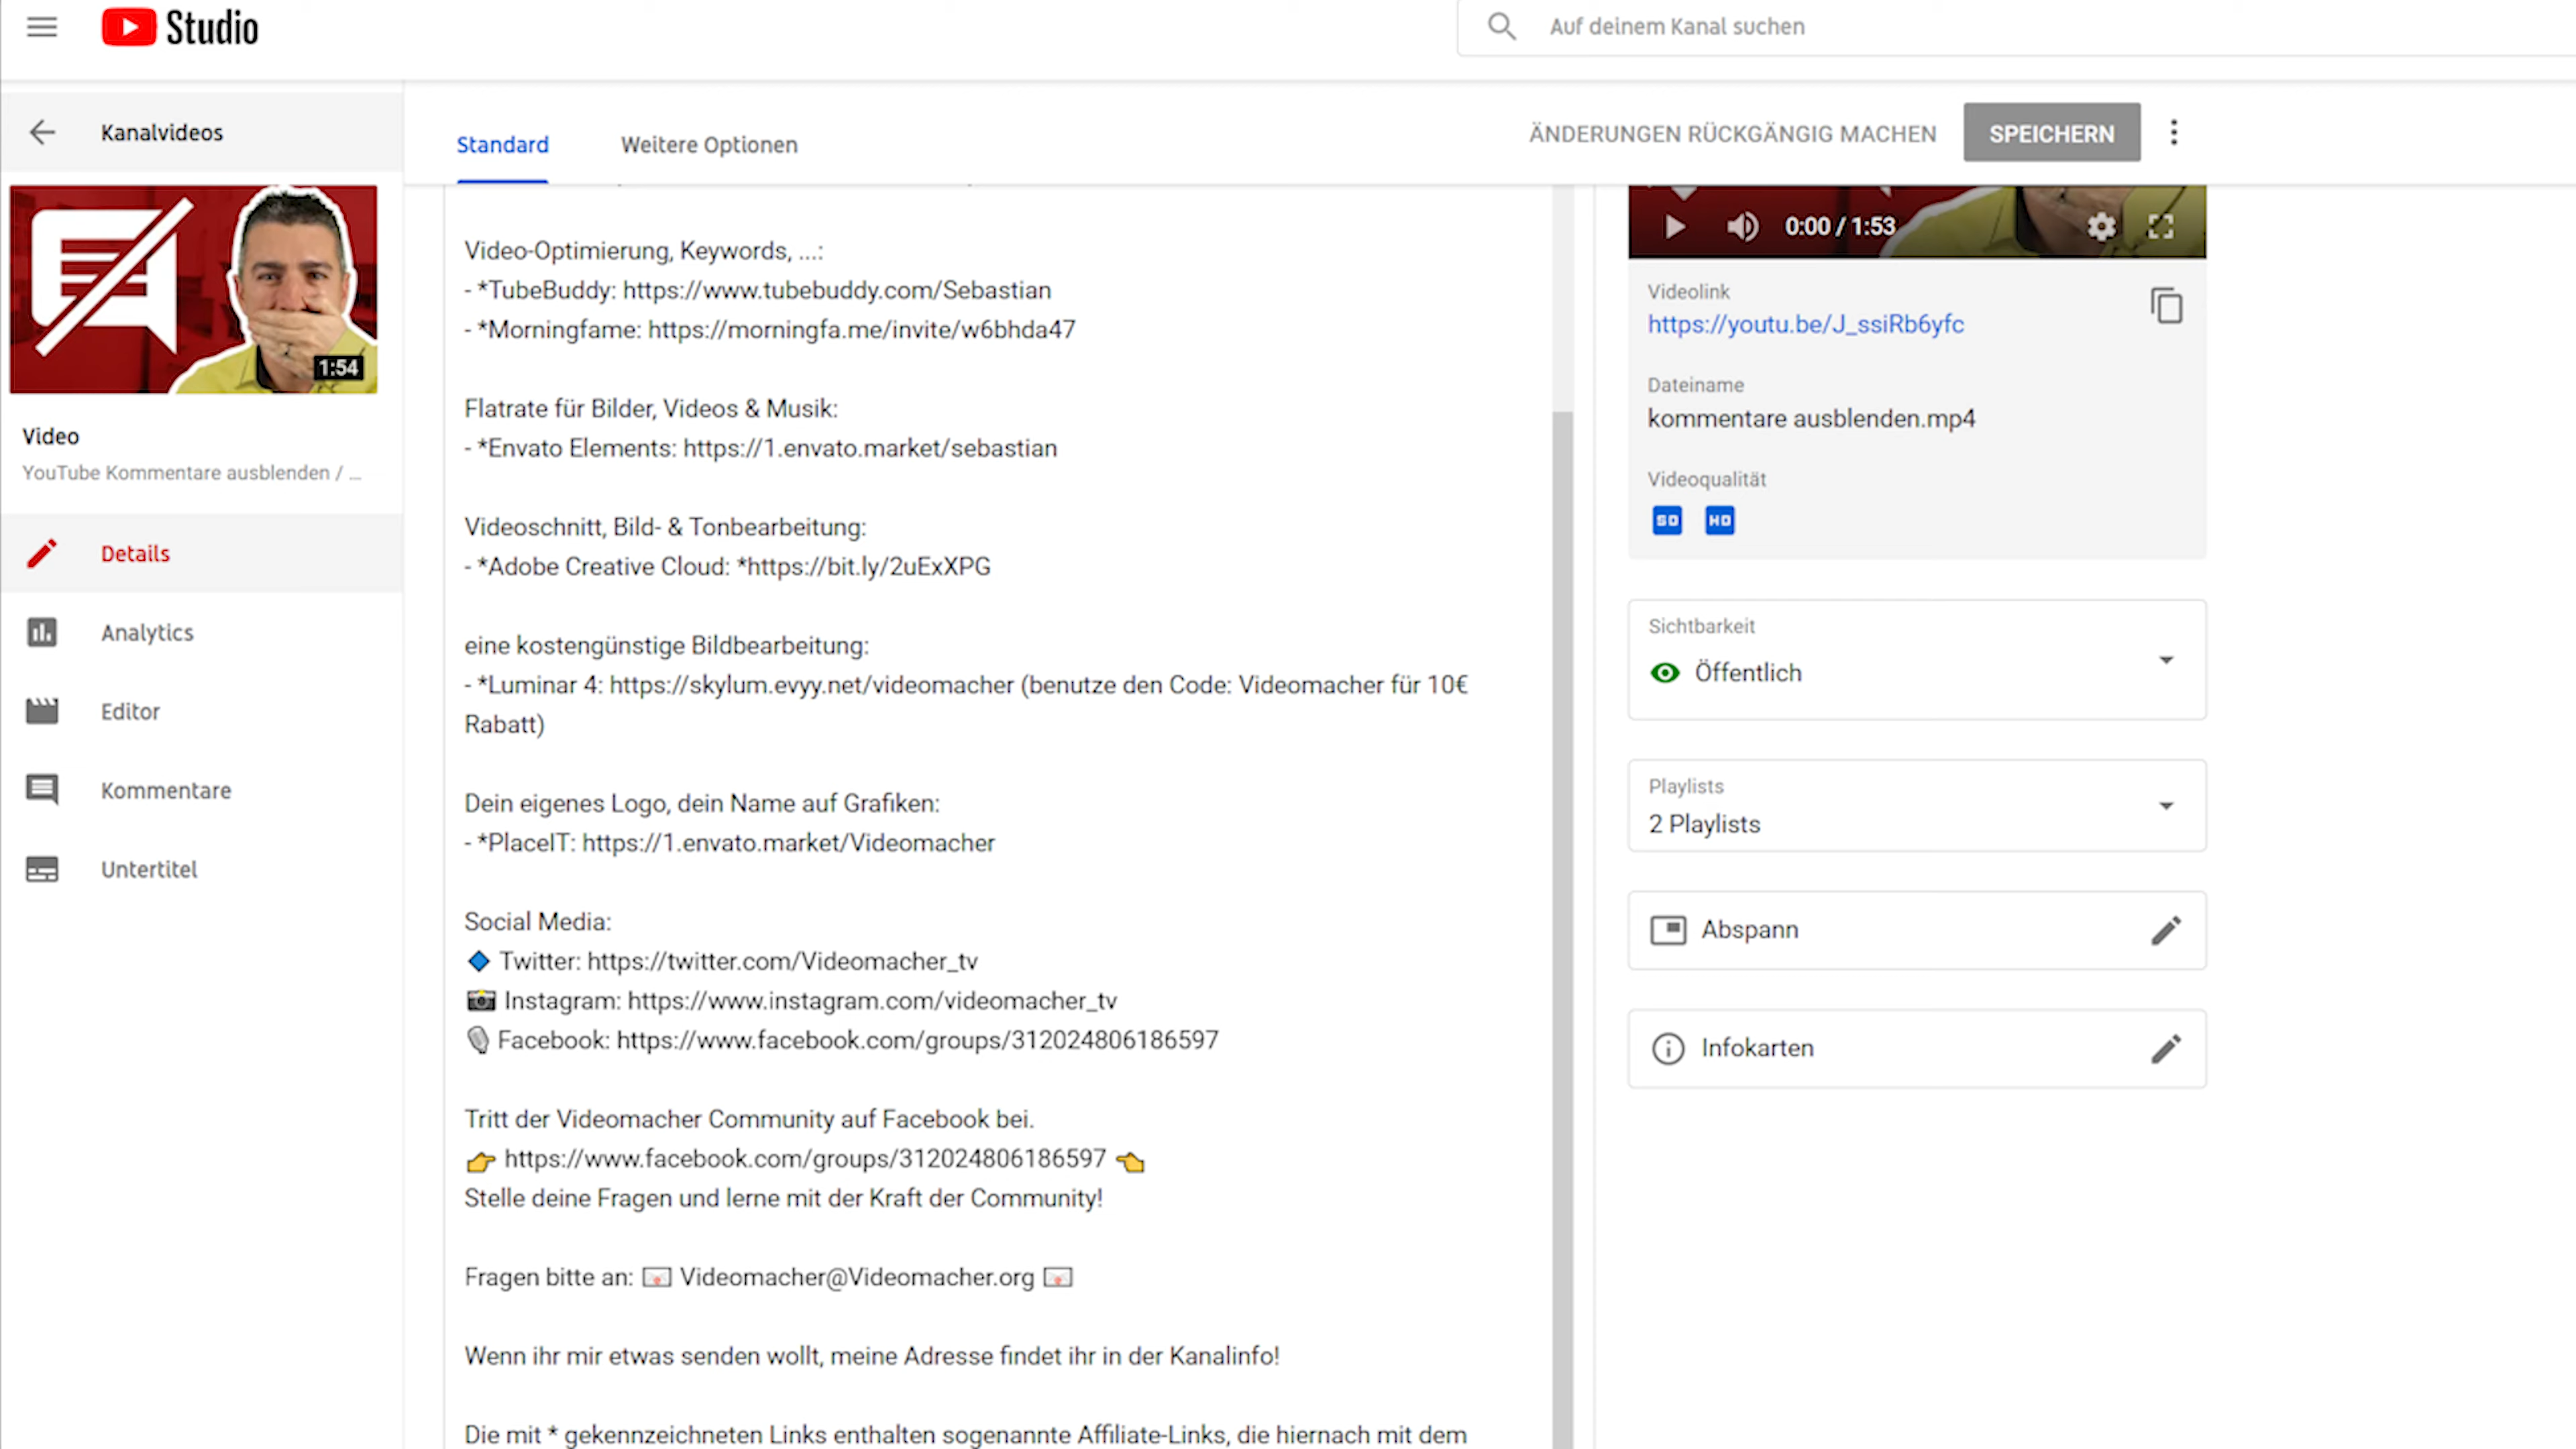 Studio
Auf deinem Kanal suchen
Kanalvideos
1:54
Video
YouTube Kommentare ausblenden / ...
Details
Analytics
Editor
Kommentare
Untertitel
Standard
Weitere Optionen
ÄNDERUNGEN RÜCKGÄNGIG MACHEN
SPEICHERN
Video-Optimierung, Keywords, ...:
- *TubeBuddy: https://www.tubebuddy.com/Sebastian
- *Morningfame: https://morningfa.me/invite/w6bhda47
Flatrate für Bilder, Videos & Musik:
- *Envato Elements: https://1.envato.market/sebastian
Videoschnitt, Bild- & Tonbearbeitung:
- *Adobe Creative Cloud: *https://bit.ly/2uExXPG
eine kostengünstige Bildbearbeitung:
- *Luminar 4: https://skylum.evyy.net/videomacher (benutze den Code: Videomacher für 10€
Rabatt)
Dein eigenes Logo, dein Name auf Grafiken:
- *PlaceIT: https://1.envato.market/Videomacher
Social Media:
🔷 Twitter: https://twitter.com/Videomacher_tv
📸 Instagram: https://www.instagram.com/videomacher_tv
🎙 Facebook: https://www.facebook.com/groups/312024806186597
Tritt der Videomacher Community auf Facebook bei.
👉 https://www.facebook.com/groups/312024806186597 👈
Stelle deine Fragen und lerne mit der Kraft der Community!
Fragen bitte an: 💌 Videomacher@Videomacher.org 💌
Wenn ihr mir etwas senden wollt, meine Adresse findet ihr in der Kanalinfo!
Die mit * gekennzeichneten Links enthalten sogenannte Affiliate-Links, die hiernach mit dem
0:00 / 1:53
Videolink
https://youtu.be/J_ssiRb6yfc
Dateiname
kommentare ausblenden.mp4
Videoqualität
SD HD
Sichtbarkeit
Öffentlich
Playlists
2 Playlists
Abspann
Infokarten